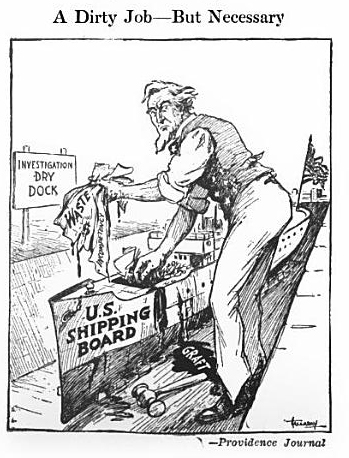 A Dirty Job—But Necessary
INVESTIGATION
DRY
DOCK
WASTE
U.S.
SHIPPING
BOARD
GRAFT
—Providence Journal